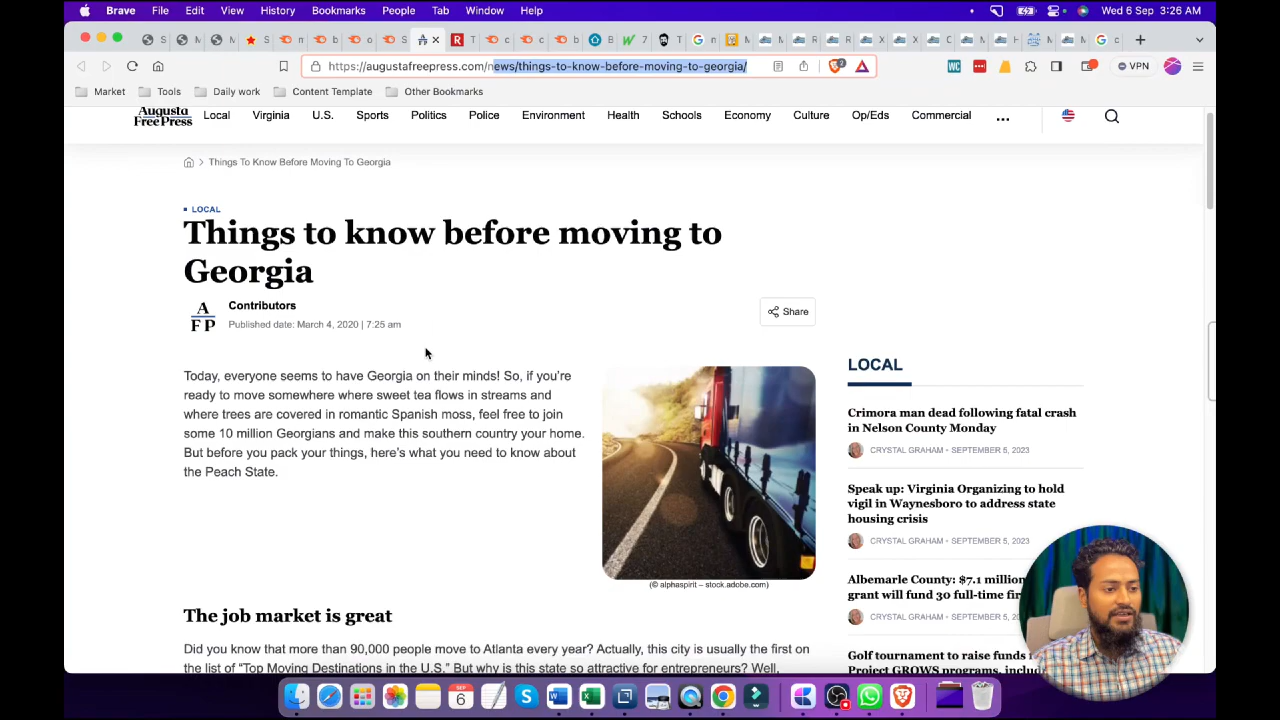 Brave File Edit View History Bookmarks People Tab Window Help Wed 6 Sep 3:26 AM
https://augustafreepress.com/news/things-to-know-before-moving-to-georgia/ VPN
Market Tools Daily work Content Template Other Bookmarks
Augusta
Free Press
Local Virginia U.S. Sports Politics Police Environment Health Schools Economy Culture Op/Eds Commercial ...
Things To Know Before Moving To Georgia
LOCAL
Things to know before moving to
Georgia
A
FP
Contributors
Published date: March 4, 2020 | 7:25 am
Share
Today, everyone seems to have Georgia on their minds! So, if you're
ready to move somewhere where sweet tea flows in streams and
where trees are covered in romantic Spanish moss, feel free to join
some 10 million Georgians and make this southern country your home.
But before you pack your things, here's what you need to know about
the Peach State.
(© alphaspirit – stock.adobe.com)
The job market is great
Did you know that more than 90,000 people move to Atlanta every year? Actually, this city is usually the first on
the list of "Top Moving Destinations in the U.S." But why is this state so attractive for entrepreneurs? Well,
LOCAL
Crimora man dead following fatal crash
in Nelson County Monday
CRYSTAL GRAHAM • SEPTEMBER 5, 2023
Speak up: Virginia Organizing to hold
vigil in Waynesboro to address state
housing crisis
CRYSTAL GRAHAM • SEPTEMBER 5, 2023
Albemarle County: $7.1 million
grant will fund 30 full-time
CRYSTAL GRAHAM • SEPTEMBER 5,
Golf tournament to raise funds
Project GROWS programs,
SEP
6